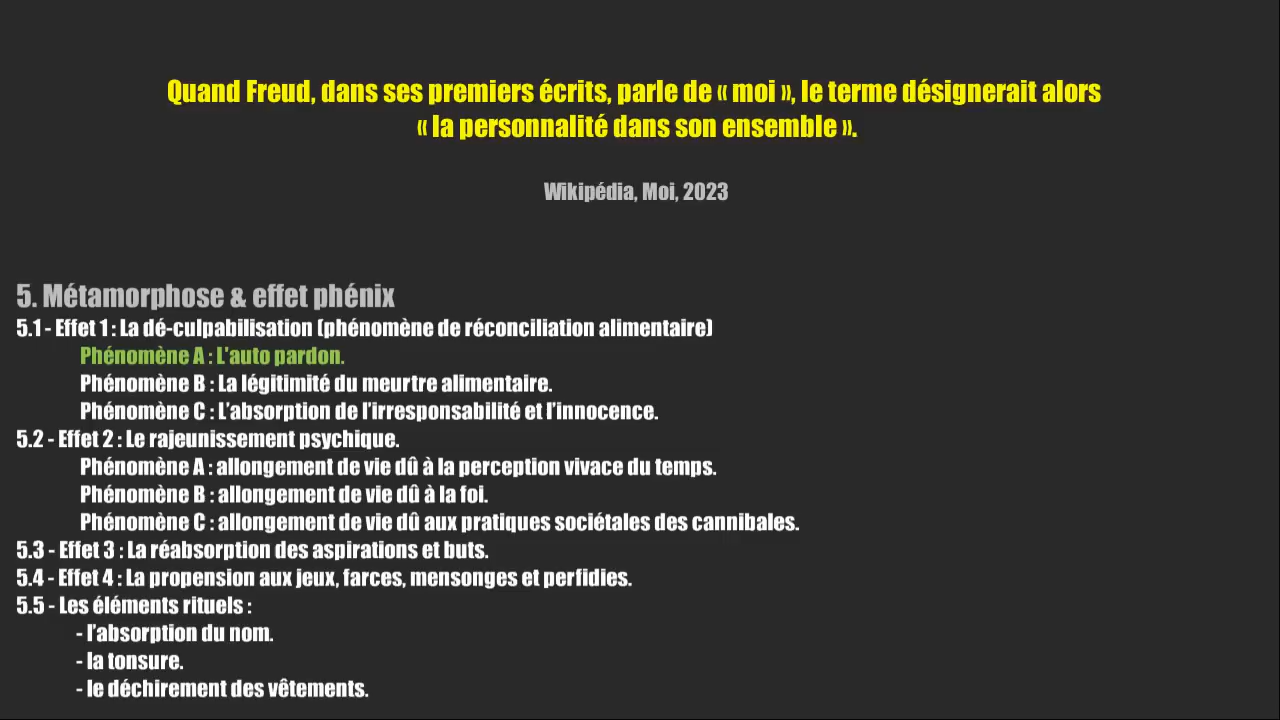 Quand Freud, dans ses premiers écrits, parle de « moi », le terme désignerait alors
« la personnalité dans son ensemble ».
Wikipédia, Moi, 2023
5. Métamorphose & effet phénix
5.1 - Effet 1 : La dé-culpabilisation (phénomène de réconciliation alimentaire)
Phénomène A : L'auto pardon.
Phénomène B : La légitimité du meurtre alimentaire.
Phénomène C : L'absorption de l'irresponsabilité et l'innocence.
5.2 - Effet 2 : Le rajeunissement psychique.
Phénomène A : allongement de vie dû à la perception vivace du temps.
Phénomène B : allongement de vie dû à la foi.
Phénomène C : allongement de vie dû aux pratiques sociétales des cannibales.
5.3 - Effet 3 : La réabsorption des aspirations et buts.
5.4 - Effet 4 : La propension aux jeux, farces, mensonges et perfidies.
5.5 - Les éléments rituels :
- l'absorption du nom.
- la tonsure.
- le déchirement des vêtements.